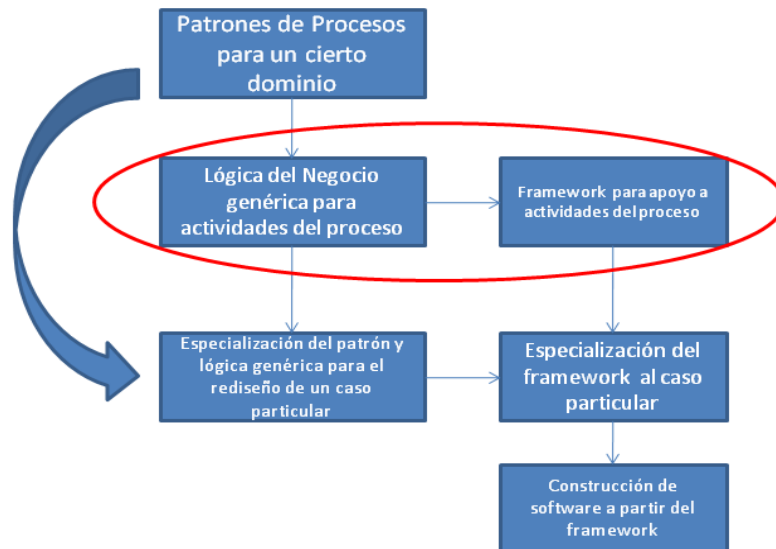 Patrones de Procesos
para un cierto
dominio
Lógica del Negocio
genérica para
actividades del proceso
Framework para apoyo a
actividades del proceso
Especialización del patrón y
lógica genérica para el
rediseño de un caso
particular
Especialización del
framework al caso
particular
Construcción de
software a partir del
framework